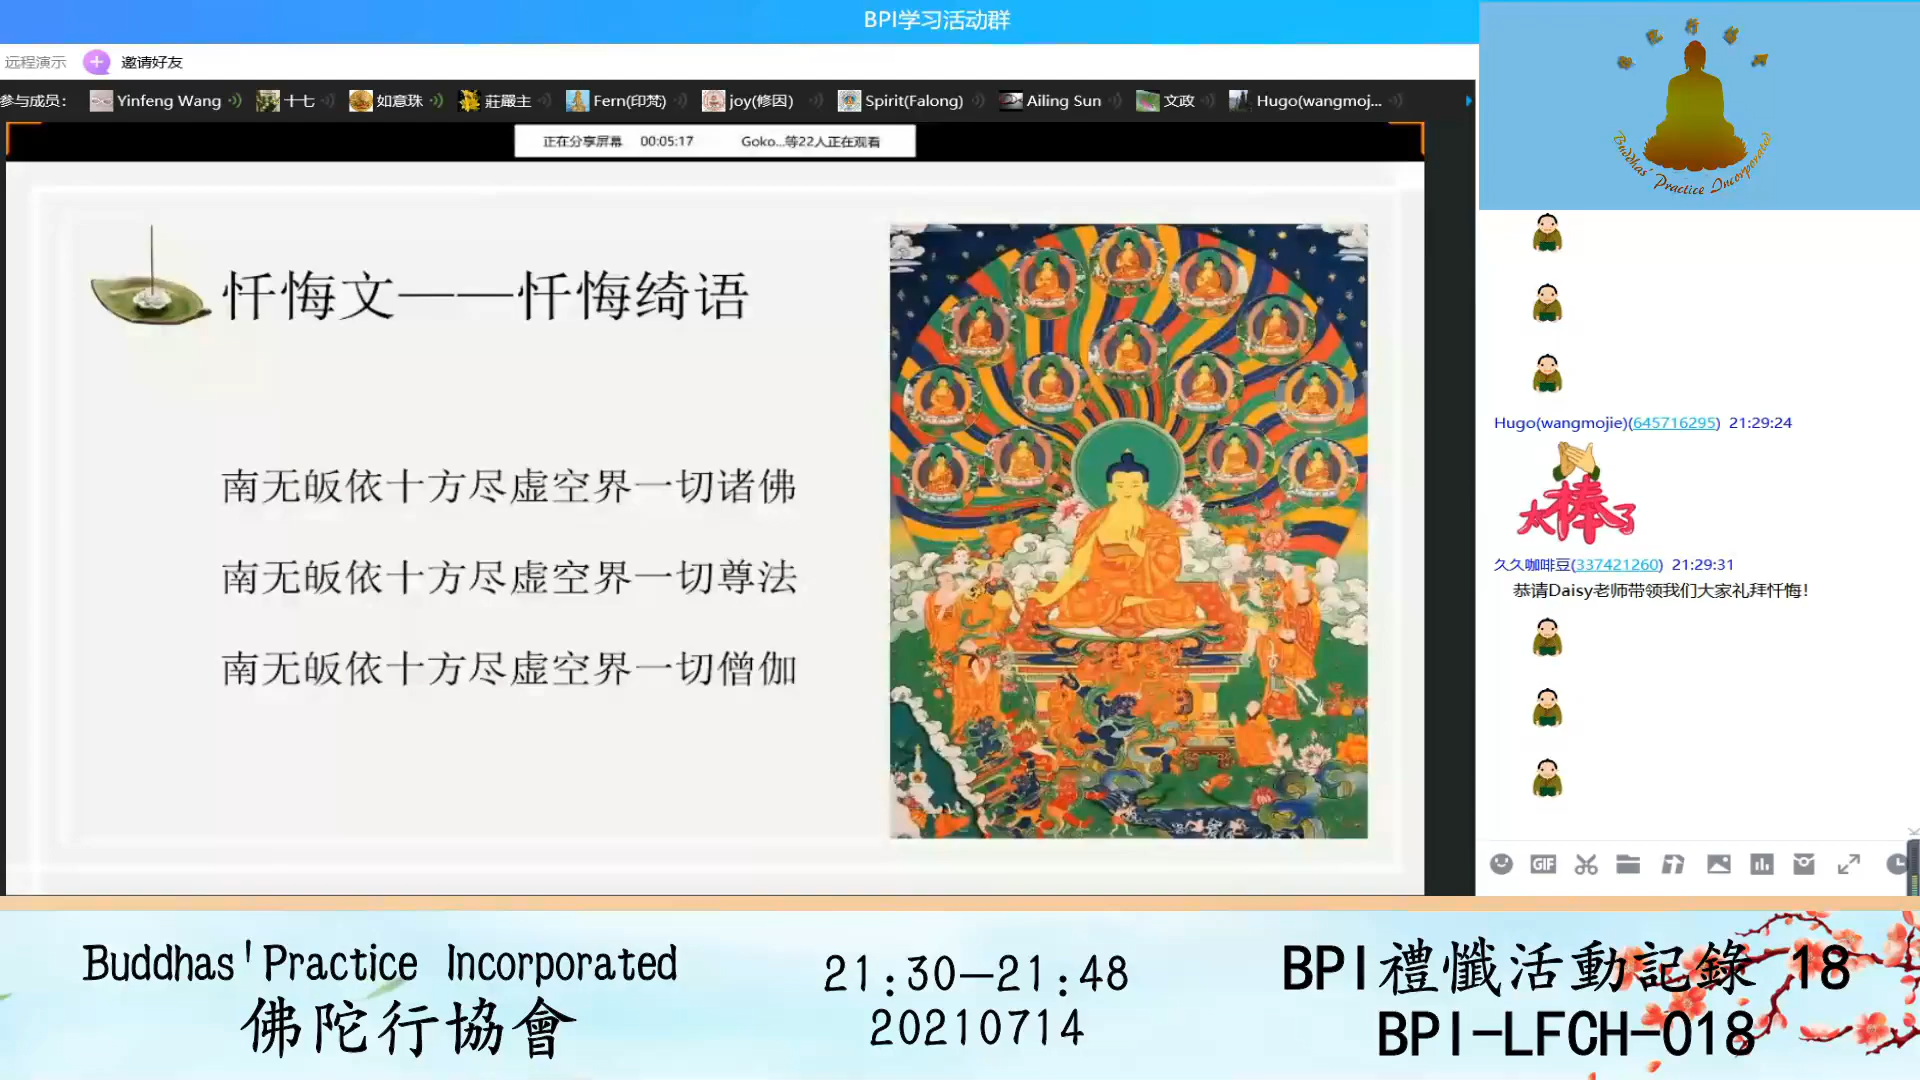 BPI学习活动群
远程演示 邀请好友
参与成员： Yinfeng Wang 十七 如意珠 莊嚴主 Fern(印梵) joy(修因) Spirit(Falong) Ailing Sun 文政 Hugo(wangmoj...
正在分享屏幕 00:05:17 Goko...等22人正在观看
忏悔文——忏悔绮语
南无皈依十方尽虚空界一切诸佛
南无皈依十方尽虚空界一切尊法
南无皈依十方尽虚空界一切僧伽
Buddhas' Practice Incorporated
Hugo(wangmojie)(645716295) 21:29:24
太棒了
久久咖啡豆(337421260) 21:29:31
恭请Daisy老师带领我们大家礼拜忏悔！
GIF
Buddhas'Practice Incorporated
佛陀行協會
21:30—21:48
20210714
BPI禮懺活動記錄 18
BPI-LFCH-018